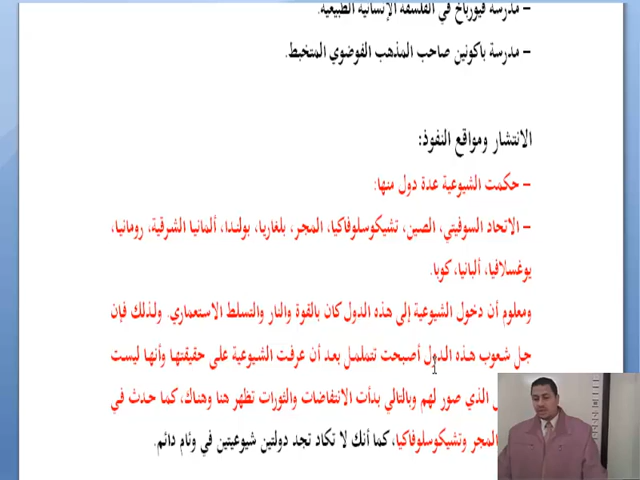 – مدرسة فيورباخ في الفلسفة الإنسانية الطبيعية.
– مدرسة باكونين صاحب المذهب الفوضوي المتخبط.
الانتشار ومواقع النفوذ:
– حكمت الشيوعية عدة دول منها:
– الاتحاد السوفيتي، الصين، تشيكوسلوفاكيا، المجر، بلغاريا، بولندا، ألمانيا الشرقية، رومانيا،
يوغسلافيا، ألبانيا، كوبا.
ومعلوم أن دخول الشيوعية إلى هذه الدول كان بالقوة والنار والتسلط الاستعماري. ولذلك فإن
جل شعوب هذه الدول أصبحت تتململ بعد أن عرفت الشيوعية على حقيقتها وأنها ليست
الذي صور لهم وبالتالي بدأت الانتفاضات والثورات تظهر هنا وهناك، كما حدث في
المجر وتشيكوسلوفاكيا، كما أنك لا تكاد تجد دولتين شيوعيتين في وئام دائم.